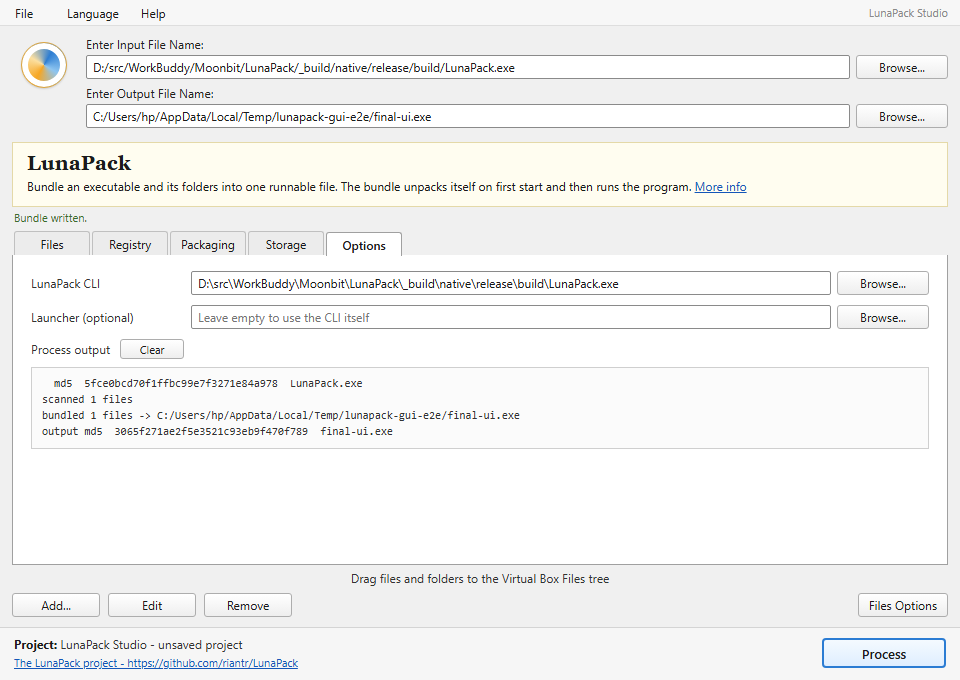 File Language Help LunaPack Studio
Enter Input File Name:
D:/src/WorkBuddy/Moonbit/LunaPack/_build/native/release/build/LunaPack.exe Browse...
Enter Output File Name:
C:/Users/hp/AppData/Local/Temp/lunapack-gui-e2e/final-ui.exe Browse...
LunaPack
Bundle an executable and its folders into one runnable file. The bundle unpacks itself on first start and then runs the program. More info
Bundle written.
Files Registry Packaging Storage Options
LunaPack CLI D:\src\WorkBuddy\Moonbit\LunaPack\_build\native\release\build\LunaPack.exe Browse...
Launcher (optional) Leave empty to use the CLI itself Browse...
Process output Clear
md5 5fce0bcd70f1ffbc99e7f3271e84a978 LunaPack.exe
scanned 1 files
bundled 1 files -> C:/Users/hp/AppData/Local/Temp/lunapack-gui-e2e/final-ui.exe
output md5 3065f271ae2f5e3521c93eb9f470f789 final-ui.exe
Drag files and folders to the Virtual Box Files tree
Add... Edit Remove Files Options
Project: LunaPack Studio - unsaved project
The LunaPack project - https://github.com/riantr/LunaPack
Process